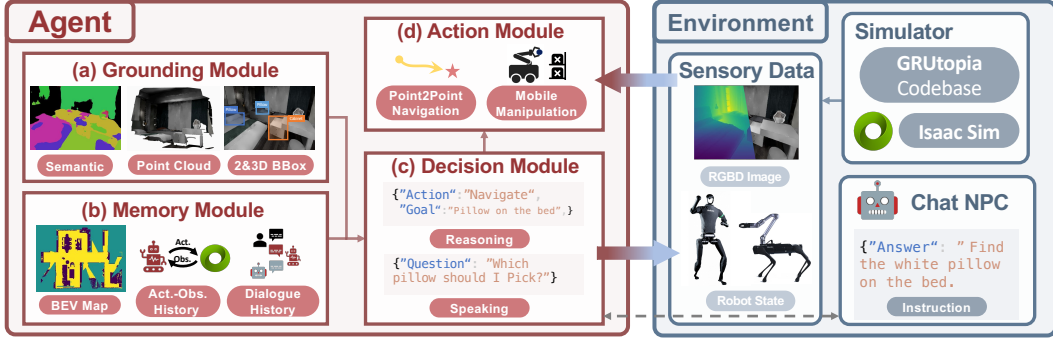 Agent
(a) Grounding Module
Semantic
Point Cloud
2&3D BBox
(b) Memory Module
BEV Map
Act.
Obs.
Act.-Obs.
History
Dialogue
History
(d) Action Module
Point2Point
Navigation
Mobile
Manipulation
(c) Decision Module
{”Action“:”Navigate“,
”Goal“:“Pillow on the bed”,}
Reasoning
{”Question“: ”Which
pillow should I Pick?”}
Speaking
Environment
Sensory Data
RGBD Image
Robot State
Simulator
GRUtopia
Codebase
Isaac Sim
Chat NPC
{”Answer“: ” Find
the white pillow
on the bed.
Instruction